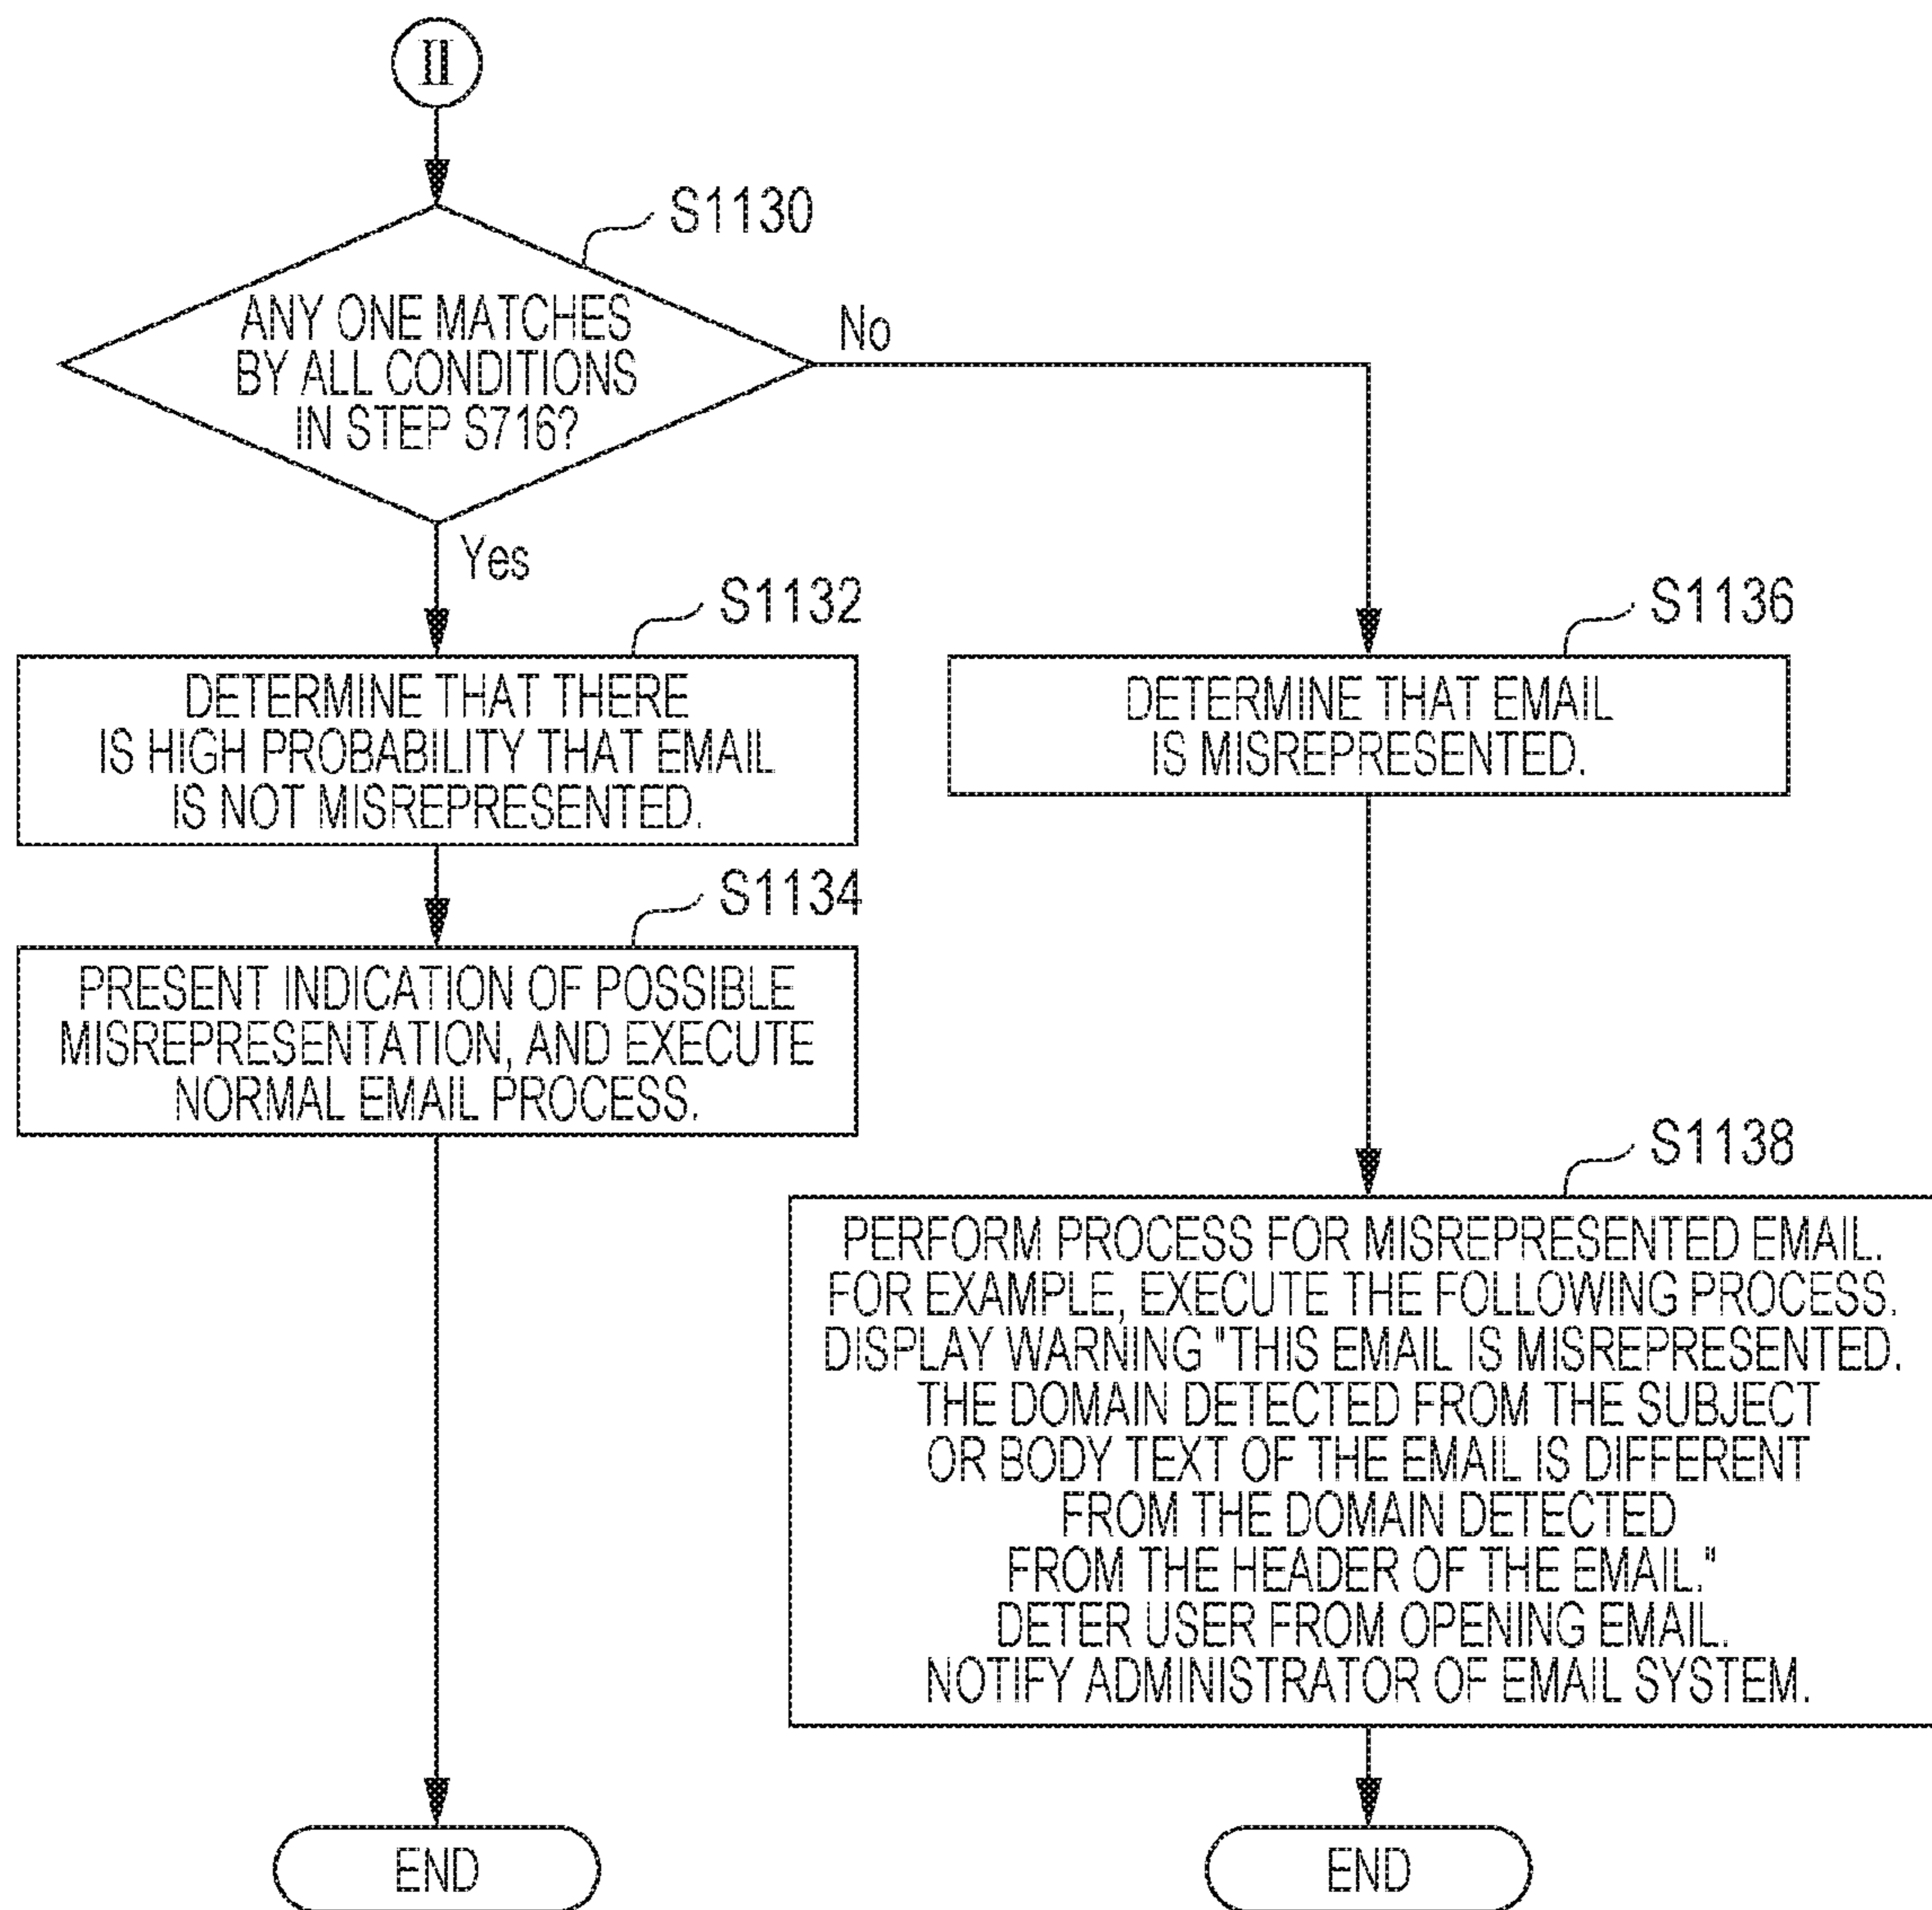 II
S1130
ANY ONE MATCHES
BY ALL CONDITIONS
IN STEP S716?
No
Yes
S1132
DETERMINE THAT THERE
IS HIGH PROBABILITY THAT EMAIL
IS NOT MISREPRESENTED.
S1134
PRESENT INDICATION OF POSSIBLE
MISREPRESENTATION, AND EXECUTE
NORMAL EMAIL PROCESS.
END
S1136
DETERMINE THAT EMAIL
IS MISREPRESENTED.
S1138
PERFORM PROCESS FOR MISREPRESENTED EMAIL.
FOR EXAMPLE, EXECUTE THE FOLLOWING PROCESS.
DISPLAY WARNING "THIS EMAIL IS MISREPRESENTED.
THE DOMAIN DETECTED FROM THE SUBJECT
OR BODY TEXT OF THE EMAIL IS DIFFERENT
FROM THE DOMAIN DETECTED
FROM THE HEADER OF THE EMAIL."
DETER USER FROM OPENING EMAIL.
NOTIFY ADMINISTRATOR OF EMAIL SYSTEM.
END